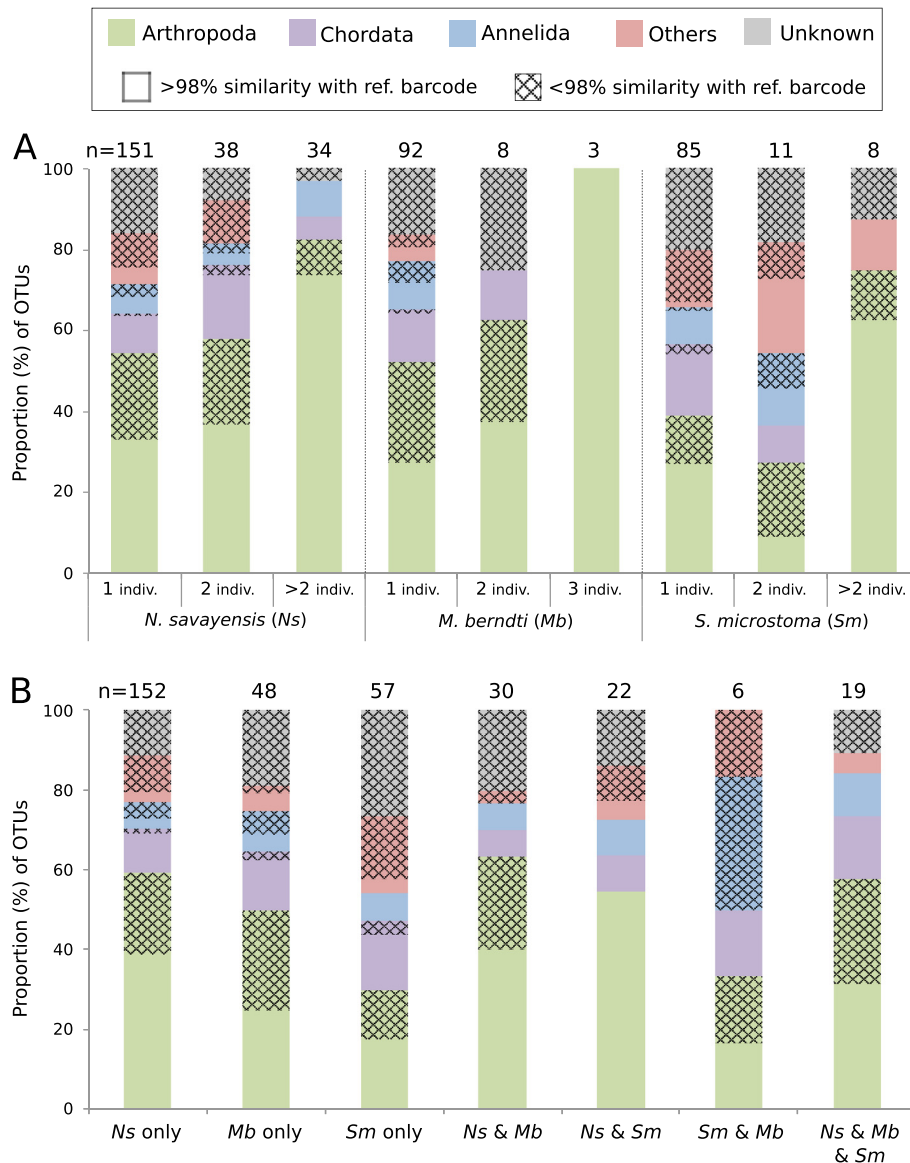 Arthropoda Chordata Annelida Others Unknown
>98% similarity with ref. barcode <98% similarity with ref. barcode
A
n=151 38 34 92 8 3 85 11 8
Proportion (%) of OTUs
100
80
60
40
20
0
1 indiv. 2 indiv. >2 indiv. 1 indiv. 2 indiv. 3 indiv. 1 indiv. 2 indiv. >2 indiv.
N. savayensis (Ns) M. berndti (Mb) S. microstoma (Sm)
B
n=152 48 57 30 22 6 19
Proportion (%) of OTUs
100
80
60
40
20
0
Ns only Mb only Sm only Ns & Mb Ns & Sm Sm & Mb Ns & Mb
& Sm